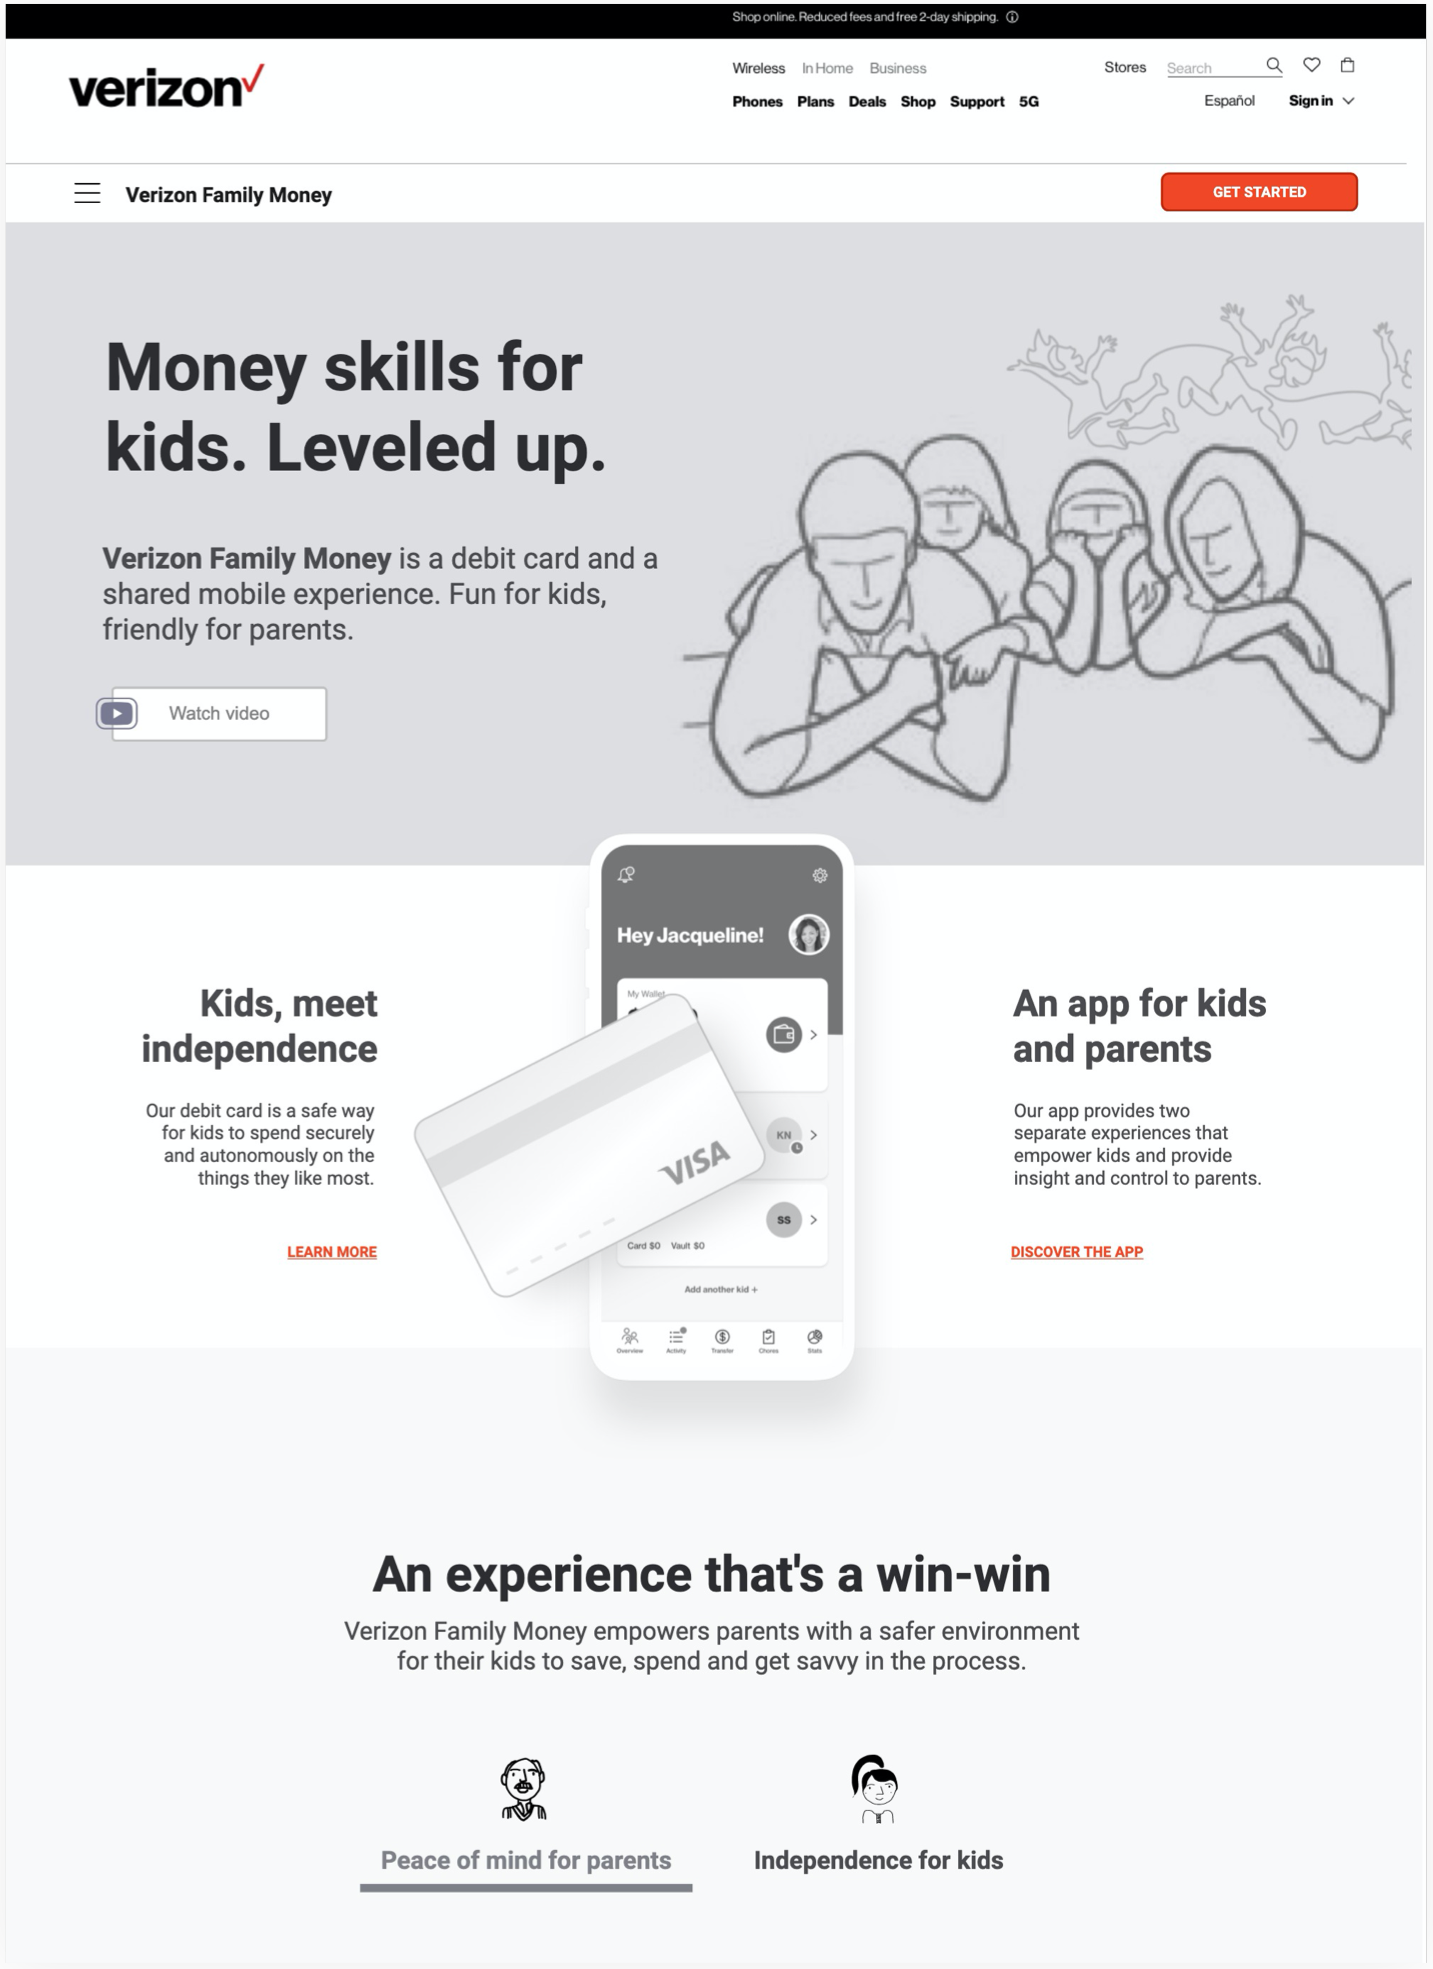 Shop online. Reduced fees and free 2-day shipping.
verizon
Wireless In Home Business
Stores Search
Phones Plans Deals Shop Support 5G
Español Sign in
Verizon Family Money
GET STARTED
Money skills for
kids. Leveled up.
Verizon Family Money is a debit card and a
shared mobile experience. Fun for kids,
friendly for parents.
Watch video
Kids, meet
independence
Our debit card is a safe way
for kids to spend securely
and autonomously on the
things they like most.
LEARN MORE
Hey Jacqueline!
My Wallet
KN
VISA
SS
Card $0 Vault $0
Add another kid +
Overview Activity Transfer Chores Stats
An app for kids
and parents
Our app provides two
separate experiences that
empower kids and provide
insight and control to parents.
DISCOVER THE APP
An experience that's a win-win
Verizon Family Money empowers parents with a safer environment
for their kids to save, spend and get savvy in the process.
Peace of mind for parents
Independence for kids